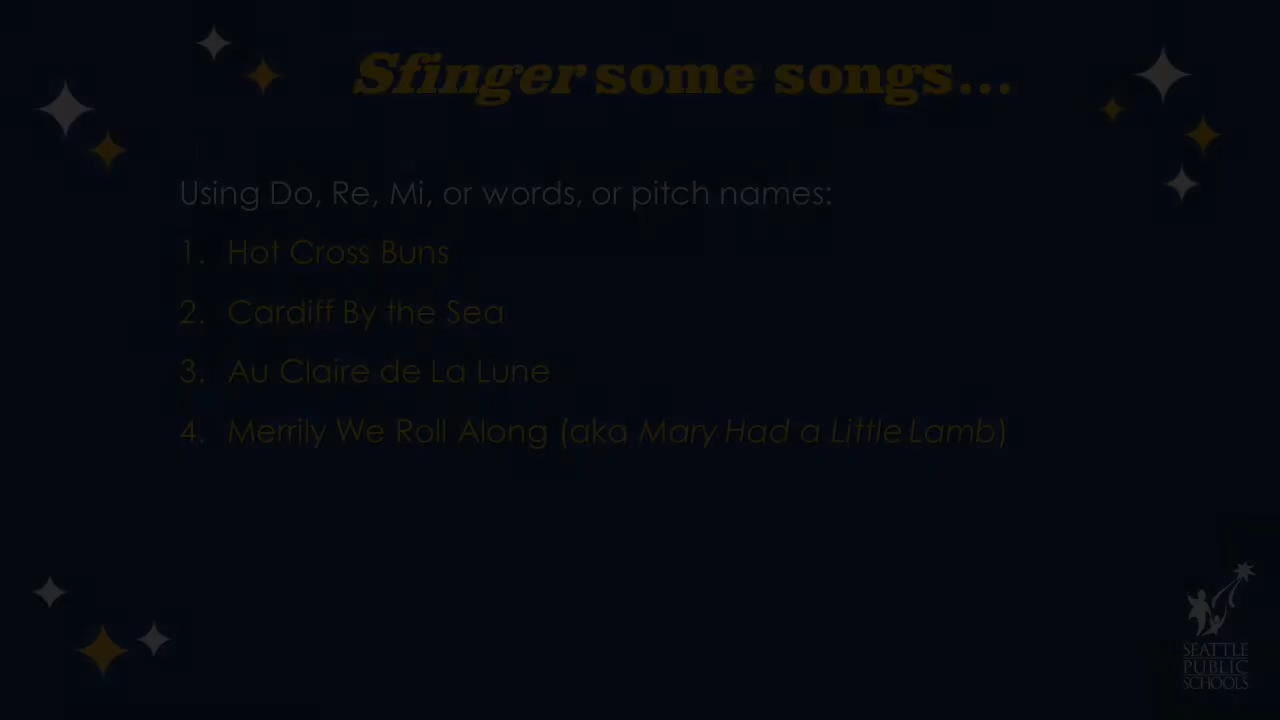 Sfinger some songs...
Using Do, Re, Mi, or words, or pitch names:
1. Hot Cross Buns
2. Cardiff By the Sea
3. Au Claire de La Lune
4. Merrily We Roll Along (aka Mary Had a Little Lamb)
SEATTLE
PUBLIC
SCHOOLS